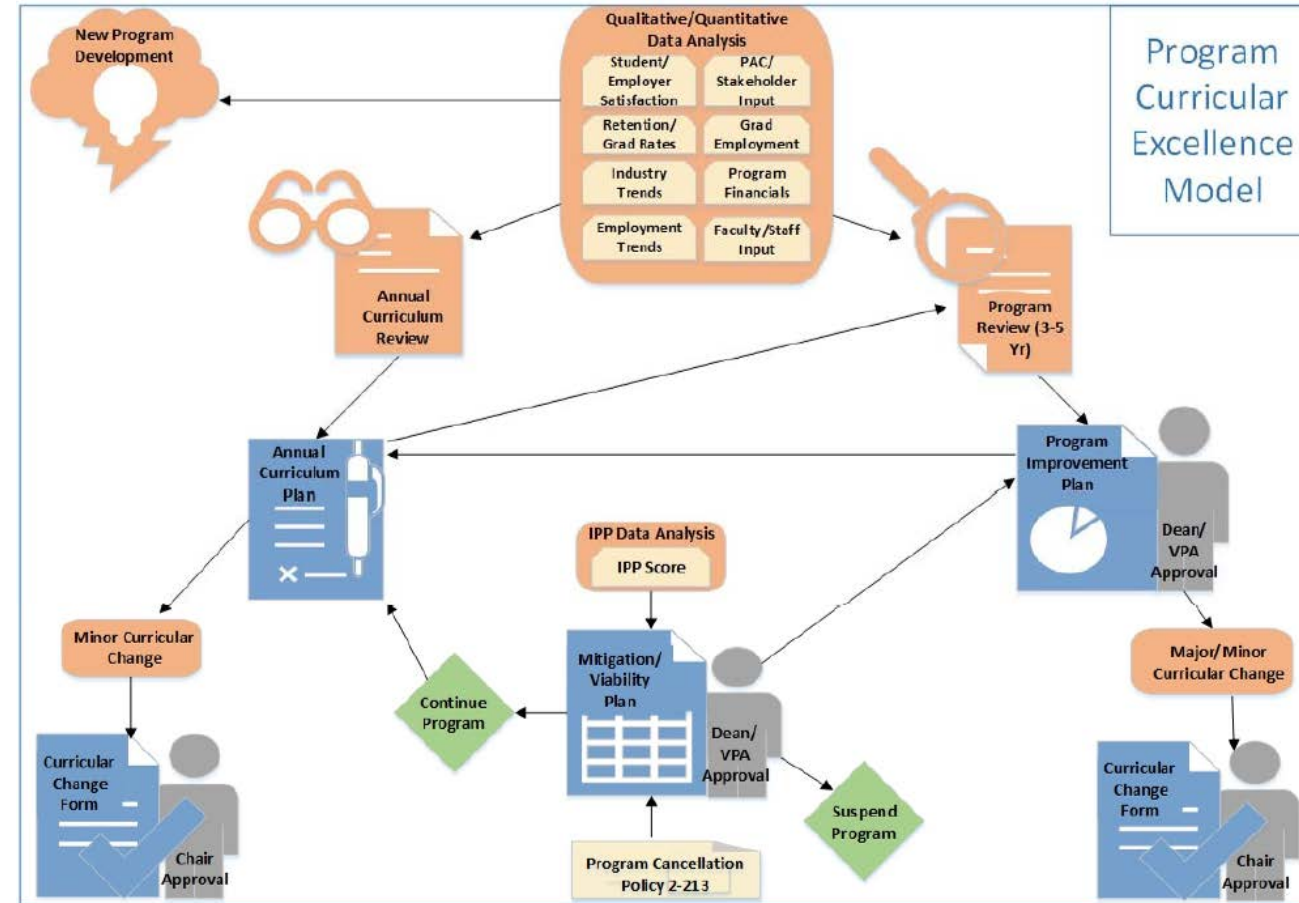 New Program
Development
Qualitative/Quantitative
Data Analysis
Student/
Employer
Satisfaction
PAC/
Stakeholder
Input
Retention/
Grad Rates
Grad
Employment
Industry
Trends
Program
Financials
Employment
Trends
Faculty/Staff
Input
Program
Curricular
Excellence
Model
Annual
Curriculum
Review
Program
Review (3-5
Yr)
Annual
Curriculum
Plan
Program
Improvement
Plan
Dean/
VPA
Approval
IPP Data Analysis
IPP Score
Minor Curricular
Change
Continue
Program
Mitigation/
Viability
Plan
Dean/
VPA
Approval
Major/Minor
Curricular Change
Suspend
Program
Curricular
Change
Form
Chair
Approval
Program Cancellation
Policy 2-213
Curricular
Change
Form
Chair
Approval